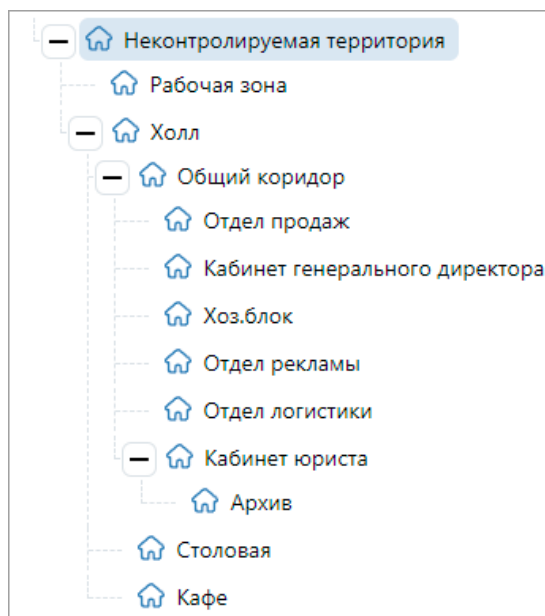 Неконтролируемая территория
Рабочая зона
Холл
Общий коридор
Отдел продаж
Кабинет генерального директора
Хоз.блок
Отдел рекламы
Отдел логистики
Кабинет юриста
Архив
Столовая
Кафе